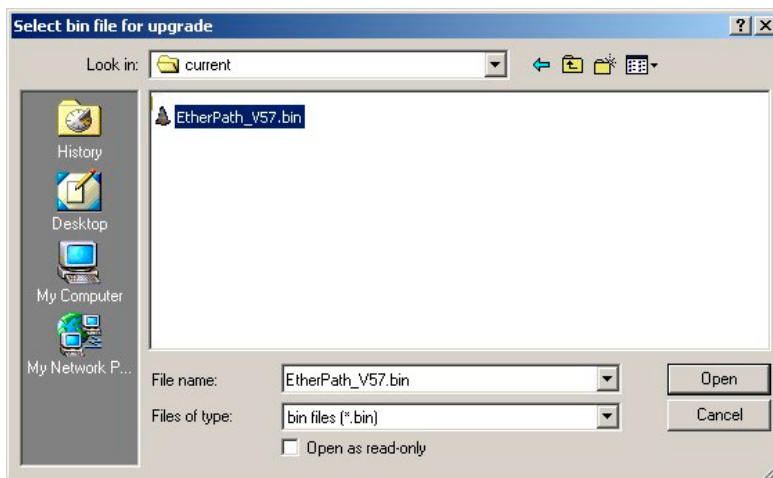 Select bin file for upgrade
Look in: current
EtherPath_V57.bin
History
Desktop
My Computer
My Network P...
File name: EtherPath_V57.bin Open
Files of type: bin files (*.bin) Cancel
Open as read-only